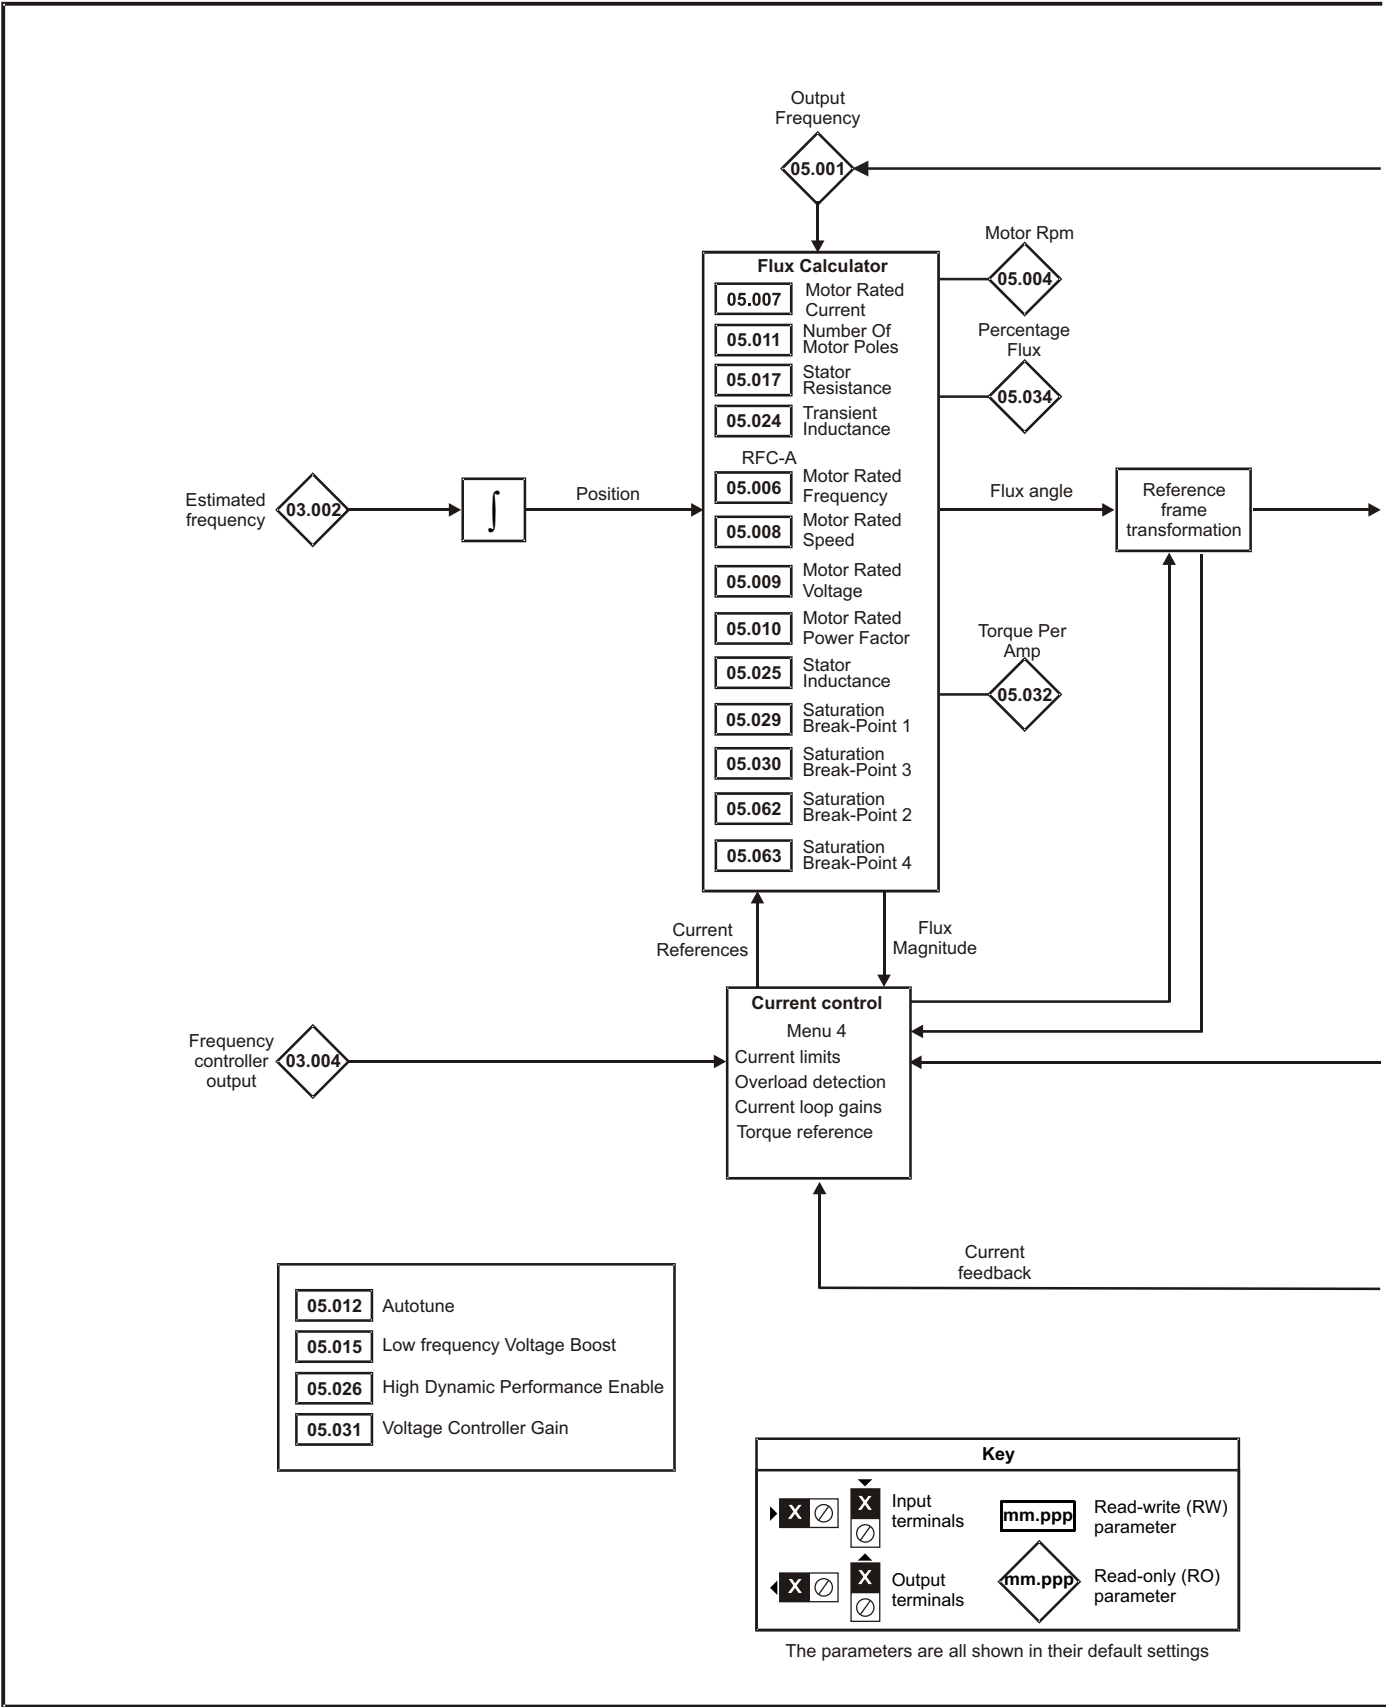 Output
Frequency
05.001
Motor Rpm
05.004
Percentage
Flux
05.034
Flux Calculator
05.007 Motor Rated
Current
05.011 Number Of
Motor Poles
05.017 Stator
Resistance
05.024 Transient
Inductance
RFC-A
05.006 Motor Rated
Frequency
05.008 Motor Rated
Speed
05.009 Motor Rated
Voltage
05.010 Motor Rated
Power Factor
05.025 Stator
Inductance
05.029 Saturation
Break-Point 1
05.030 Saturation
Break-Point 3
05.062 Saturation
Break-Point 2
05.063 Saturation
Break-Point 4
Estimated
frequency
03.002
∫
Position
Flux angle
Reference
frame
transformation
Torque Per
Amp
05.032
Current
References
Flux
Magnitude
Frequency
controller
output
03.004
Current control
Menu 4
Current limits
Overload detection
Current loop gains
Torque reference
Current
feedback
05.012 Autotune
05.015 Low frequency Voltage Boost
05.026 High Dynamic Performance Enable
05.031 Voltage Controller Gain
Key
X X Input
terminals
mm.ppp Read-write (RW)
parameter
X X Output
terminals
mm.ppp Read-only (RO)
parameter
The parameters are all shown in their default settings